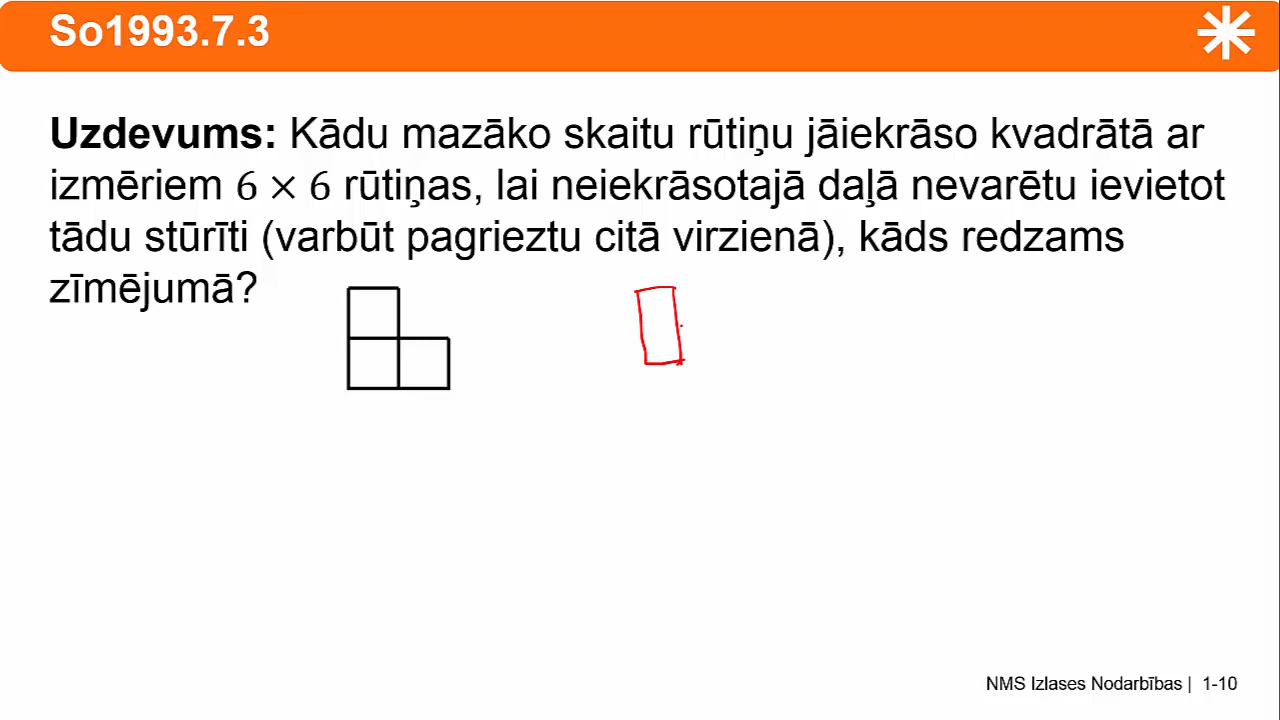 So1993.7.3
Uzdevums: Kādu mazāko skaitu rūtiņu jāiekrāso kvadrātā ar
izmēriem 6 × 6 rūtiņas, lai neiekrāsotajā daļā nevarētu ievietot
tādu stūrīti (varbūt pagrieztu citā virzienā), kāds redzams
zīmējumā?
NMS Izlases Nodarbības | 1-10